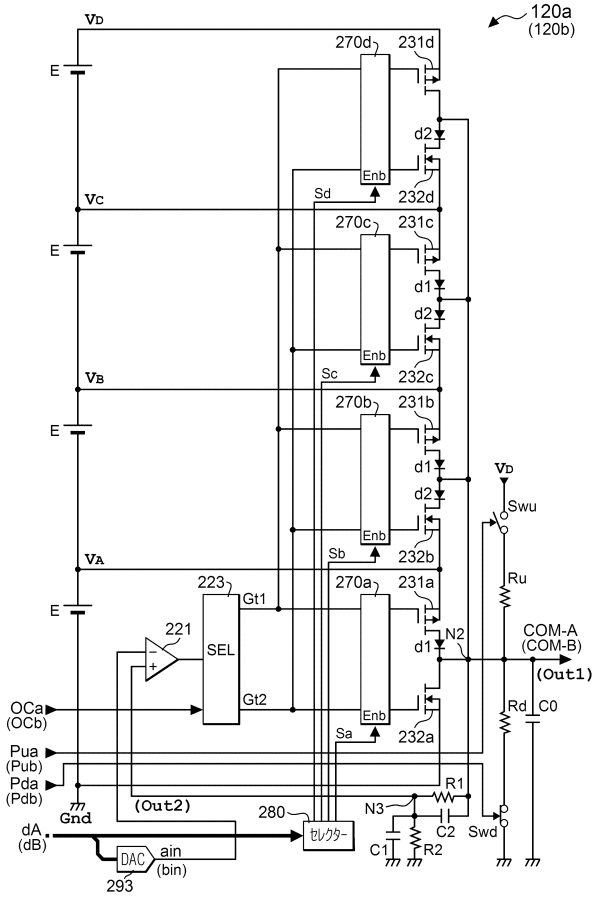 120a
(120b)
VD
270d
231d
E
d2
Enb
Sd
232d
VC
270c
231c
E
d1
d2
Enb
Sc
232c
VB
270b
231b
E
d1
d2
VD
Swu
Enb
Sb
232b
VA
223
270a
231a
Ru
E
Gt1
221
N2
COM-A
(COM-B)
d1
−
+
SEL
(Out1)
OCa
(OCb)
Gt2
Rd
C0
Enb
Sa
232a
Pua
(Pub)
Pda
(Pdb)
R1
N3
Gnd
(Out2)
280
C2
Swd
dA
(dB)
セレクター
C1
R2
DAC
ain
(bin)
293